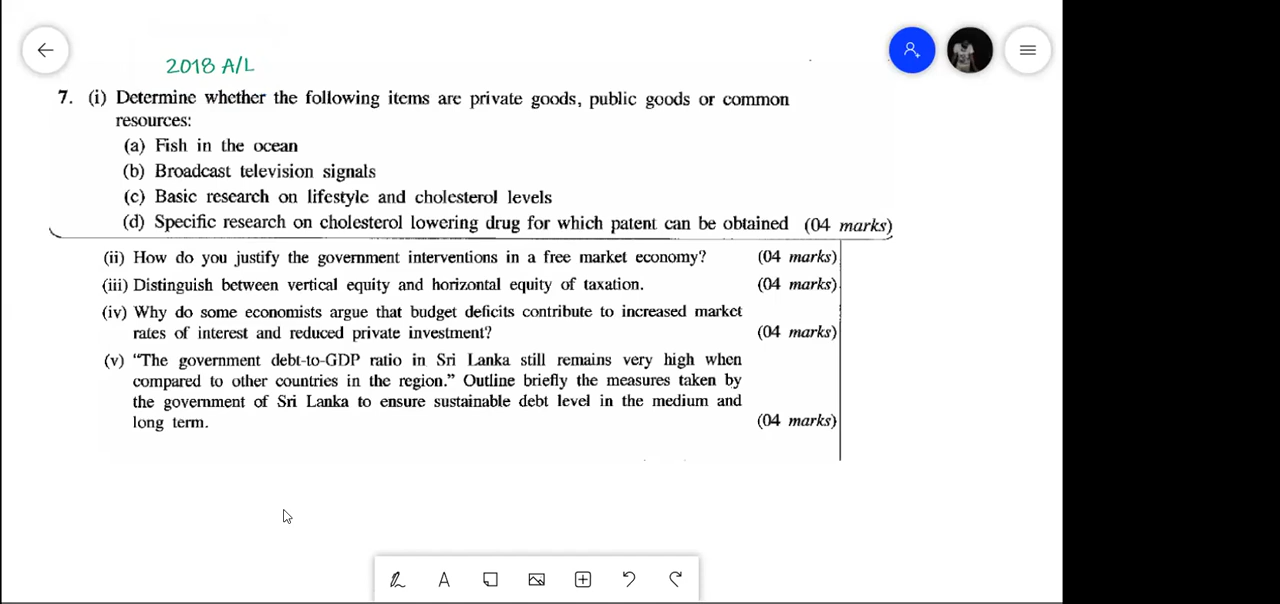 2018 A/L
7. (i) Determine whether the following items are private goods, public goods or common
resources:
(a) Fish in the ocean
(b) Broadcast television signals
(c) Basic research on lifestyle and cholesterol levels
(d) Specific research on cholesterol lowering drug for which patent can be obtained (04 marks)
(ii) How do you justify the government interventions in a free market economy? (04 marks)
(iii) Distinguish between vertical equity and horizontal equity of taxation. (04 marks)
(iv) Why do some economists argue that budget deficits contribute to increased market
rates of interest and reduced private investment? (04 marks)
(v) “The government debt-to-GDP ratio in Sri Lanka still remains very high when
compared to other countries in the region.” Outline briefly the measures taken by
the government of Sri Lanka to ensure sustainable debt level in the medium and
long term. (04 marks)
A